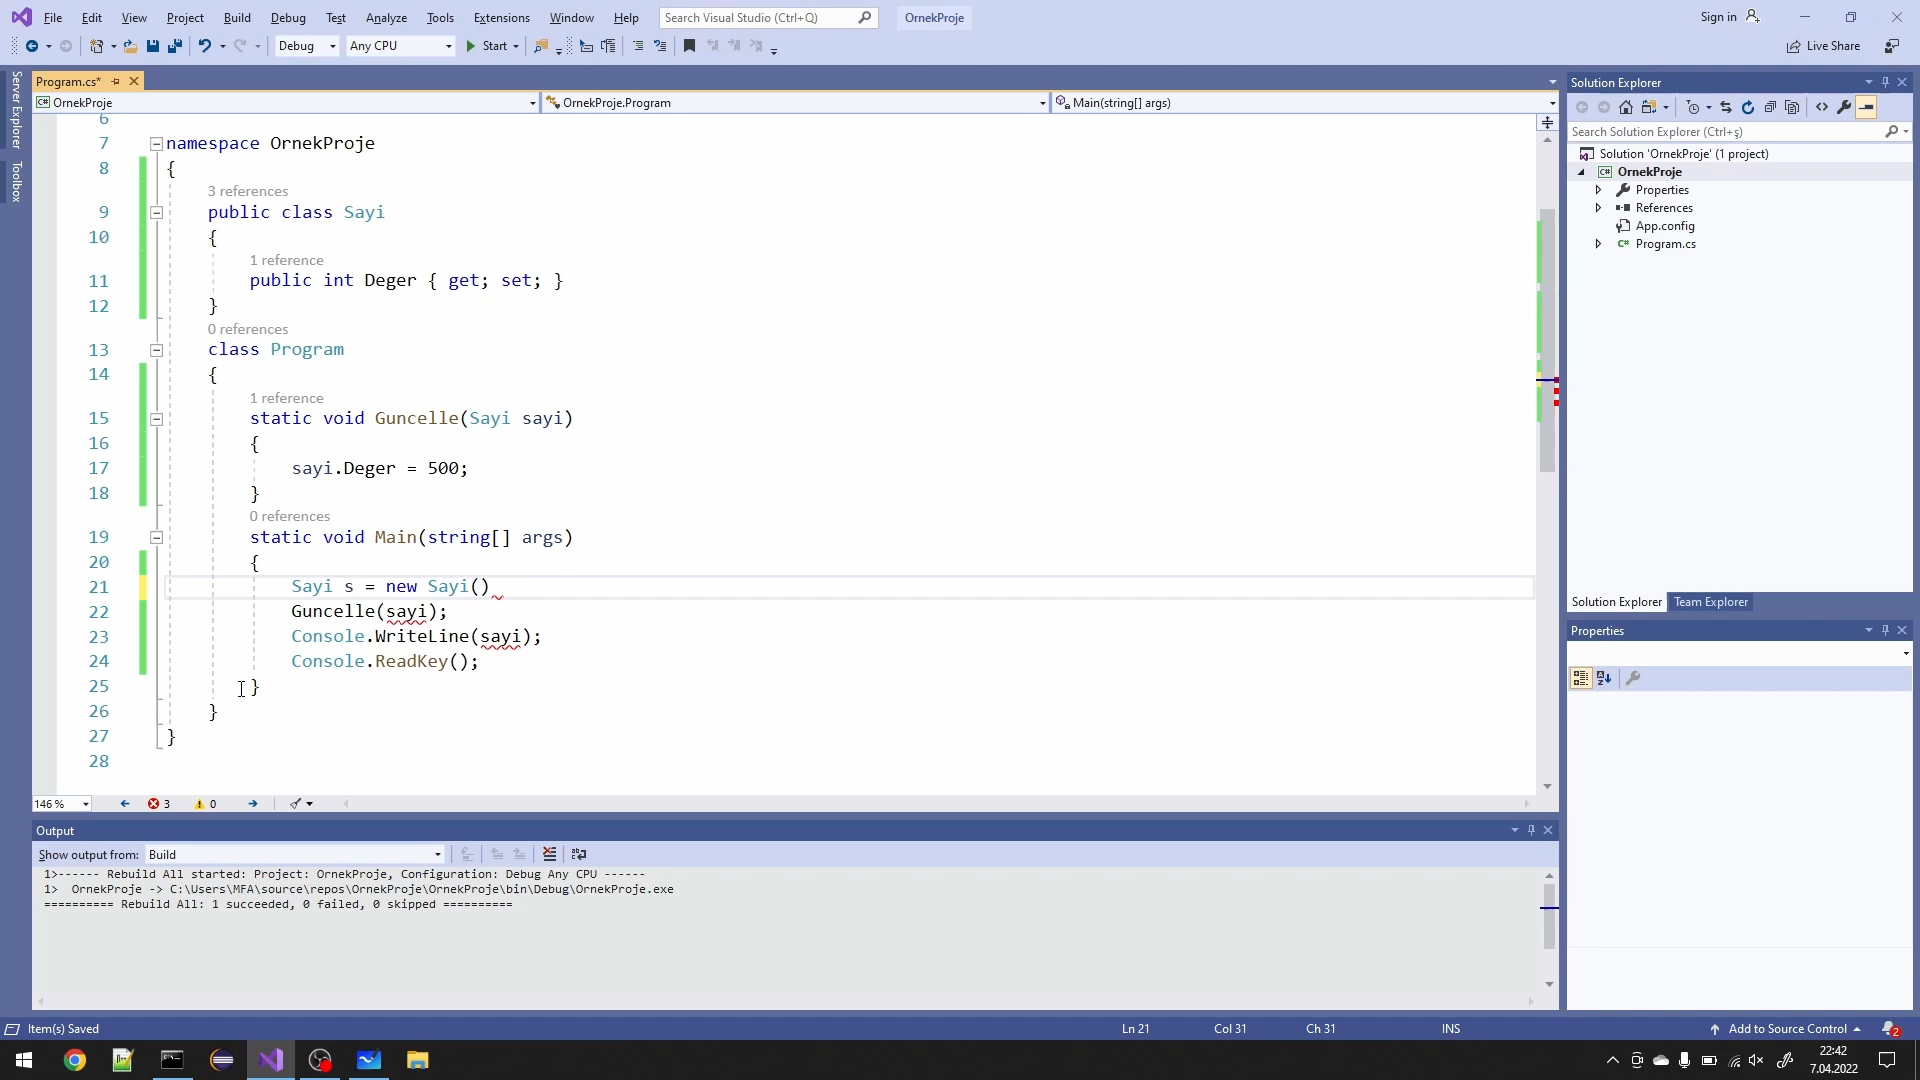 File Edit View Project Build Debug Test Analyze Tools Extensions Window Help Search Visual Studio (Ctrl+Q) OrnekProje Sign in
Debug Any CPU Start Live Share
Server Explorer
Toolbox
Program.cs*
OrnekProje OrnekProje.Program Main(string[] args)
6
7 namespace OrnekProje
8 {
3 references
9 public class Sayi
10 {
1 reference
11 public int Deger { get; set; }
12 }
0 references
13 class Program
14 {
1 reference
15 static void Guncelle(Sayi sayi)
16 {
17 sayi.Deger = 500;
18 }
0 references
19 static void Main(string[] args)
20 {
21 Sayi s = new Sayi()
22 Guncelle(sayi);
23 Console.WriteLine(sayi);
24 Console.ReadKey();
25 }
26 }
27 }
28
146 % 3 0
Output
Show output from: Build
1>------ Rebuild All started: Project: OrnekProje, Configuration: Debug Any CPU ------
1> OrnekProje -> C:\Users\MFA\source\repos\OrnekProje\OrnekProje\bin\Debug\OrnekProje.exe
========== Rebuild All: 1 succeeded, 0 failed, 0 skipped ==========
Solution Explorer
Search Solution Explorer (Ctrl+ş)
Solution 'OrnekProje' (1 project)
OrnekProje
Properties
References
App.config
Program.cs
Solution Explorer Team Explorer
Properties
Item(s) Saved Ln 21 Col 31 Ch 31 INS Add to Source Control 2
22:42
7.04.2022